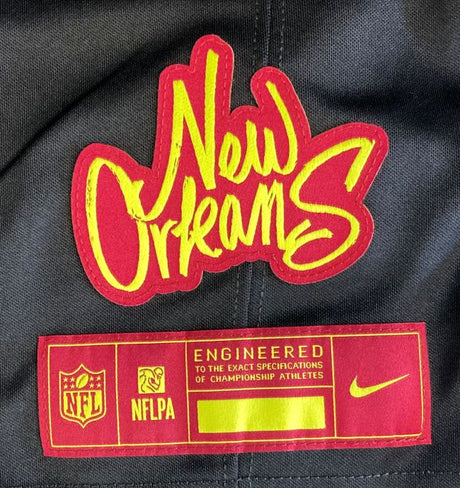 New
Orleans
NFL
NFLPA
ENGINEERED
TO THE EXACT SPECIFICATIONS
OF CHAMPIONSHIP ATHLETES